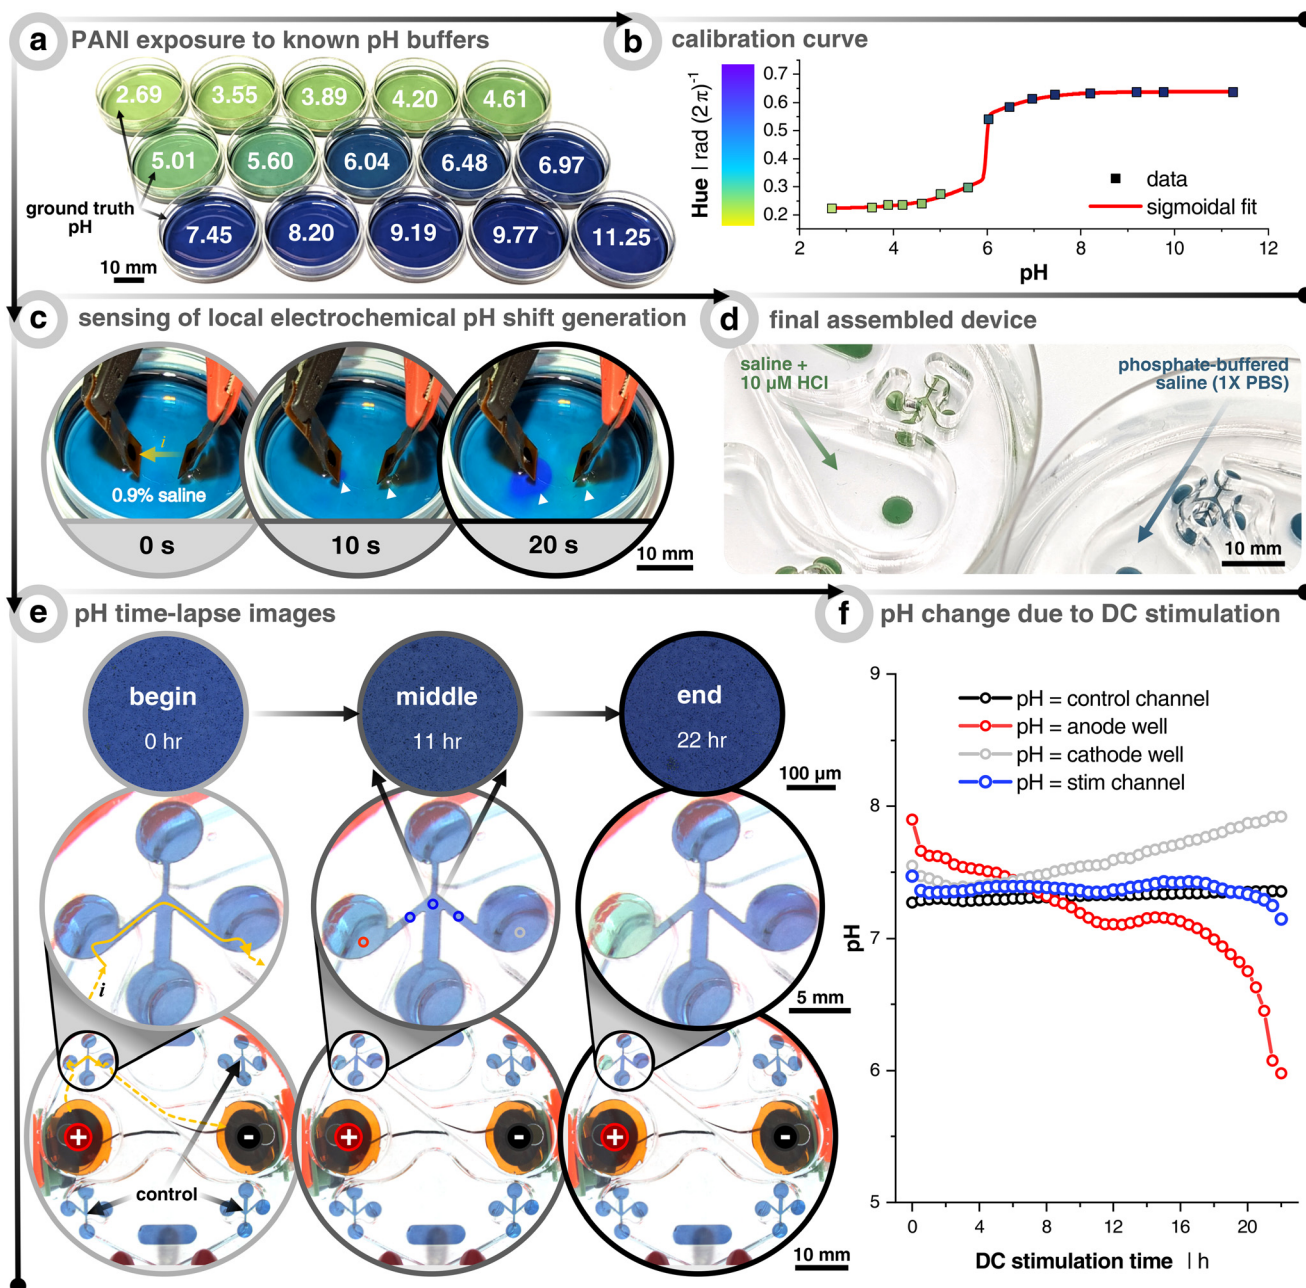 a
PANI exposure to known pH buffers
2.69
3.55
3.89
4.20
4.61
5.01
5.60
6.04
6.48
6.97
ground truth
pH
7.45
8.20
9.19
9.77
11.25
10 mm
b
calibration curve
Hue | rad (2π)⁻¹
0.7
0.6
0.5
0.4
0.3
0.2
data
sigmoidal fit
2
4
6
8
10
12
pH
c
sensing of local electrochemical pH shift generation
i
0.9% saline
0 s
10 s
20 s
10 mm
d
final assembled device
saline +
10 µM HCl
phosphate-buffered
saline (1X PBS)
10 mm
e
pH time-lapse images
begin
0 hr
middle
11 hr
end
22 hr
100 µm
i
5 mm
+
-
+
-
+
-
control
10 mm
f
pH change due to DC stimulation
9
8
7
6
5
pH
pH = control channel
pH = anode well
pH = cathode well
pH = stim channel
0
4
8
12
16
20
DC stimulation time | h